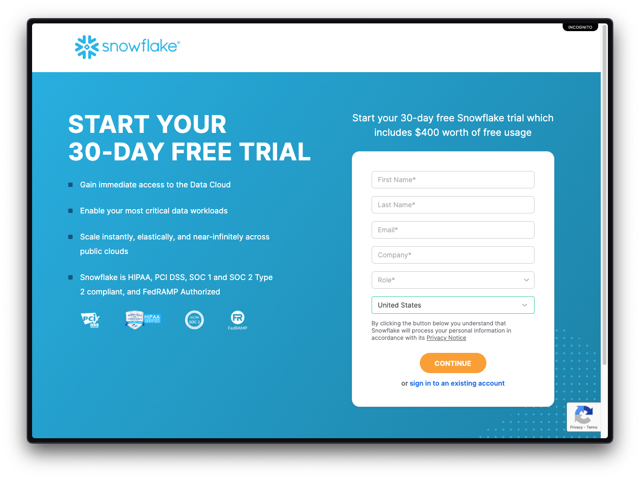 INCOGNITO
snowflake®
START YOUR
30-DAY FREE TRIAL
Gain immediate access to the Data Cloud
Enable your most critical data workloads
Scale instantly, elastically, and near-infinitely across
public clouds
Snowflake is HIPAA, PCI DSS, SOC 1 and SOC 2 Type
2 compliant, and FedRAMP Authorized
PCI
DSS
HIPAA
SOC 2
FR
FedRAMP
Start your 30-day free Snowflake trial which
includes $400 worth of free usage
First Name*
Last Name*
Email*
Company*
Role*
United States
By clicking the button below you understand that
Snowflake will process your personal information in
accordance with its Privacy Notice
CONTINUE
or sign in to an existing account
Privacy - Terms